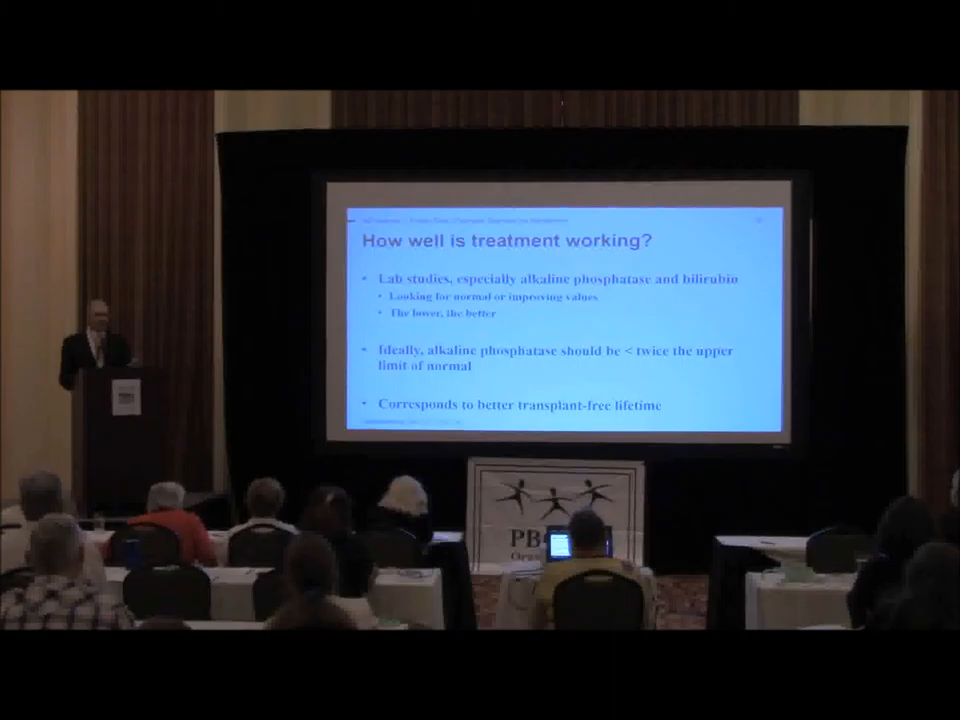 How well is treatment working?
• Lab studies, especially alkaline phosphatase and bilirubin
• Looking for normal or improving values
• The lower, the better
• Ideally, alkaline phosphatase should be < twice the upper
limit of normal
• Corresponds to better transplant-free lifetime